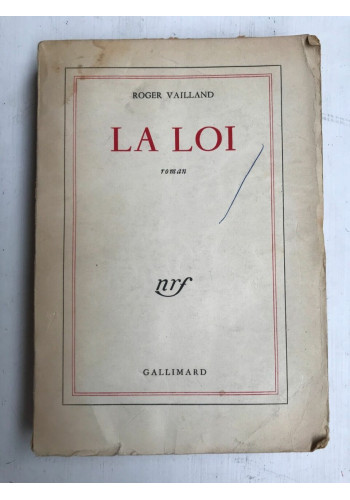 ROGER VAILLAND
LA LOI
roman
nrf
GALLIMARD